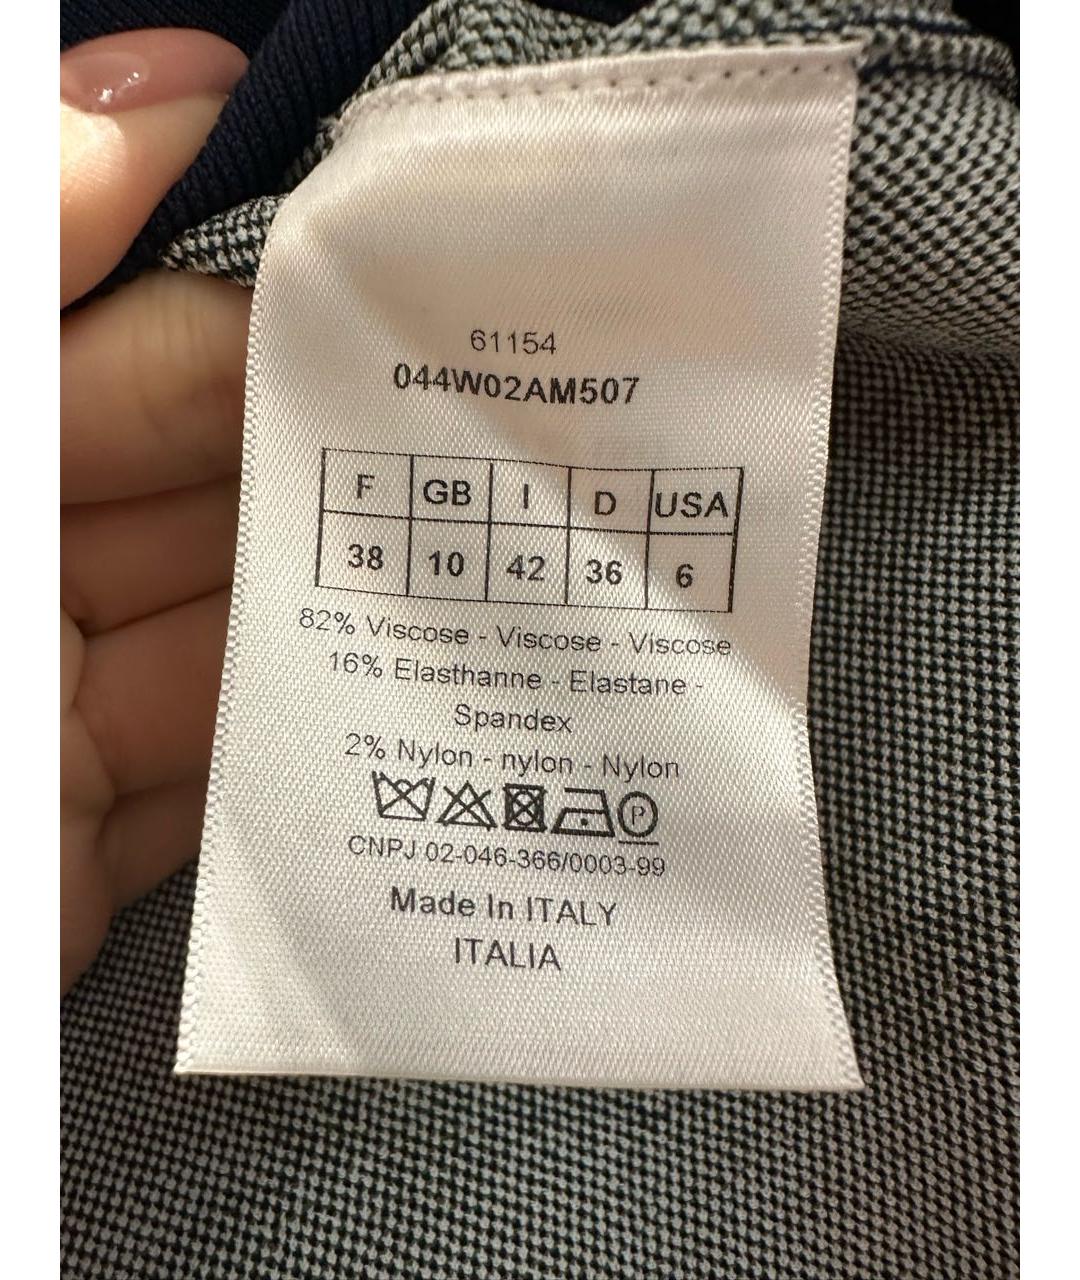 61154
044W02AM507
F GB I D USA
38 10 42 36 6
82% Viscose - Viscose - Viscose
16% Elasthanne - Elastane -
Spandex
2% Nylon - nylon - Nylon
P
CNPJ 02-046-366/0003-99
Made In ITALY
ITALIA